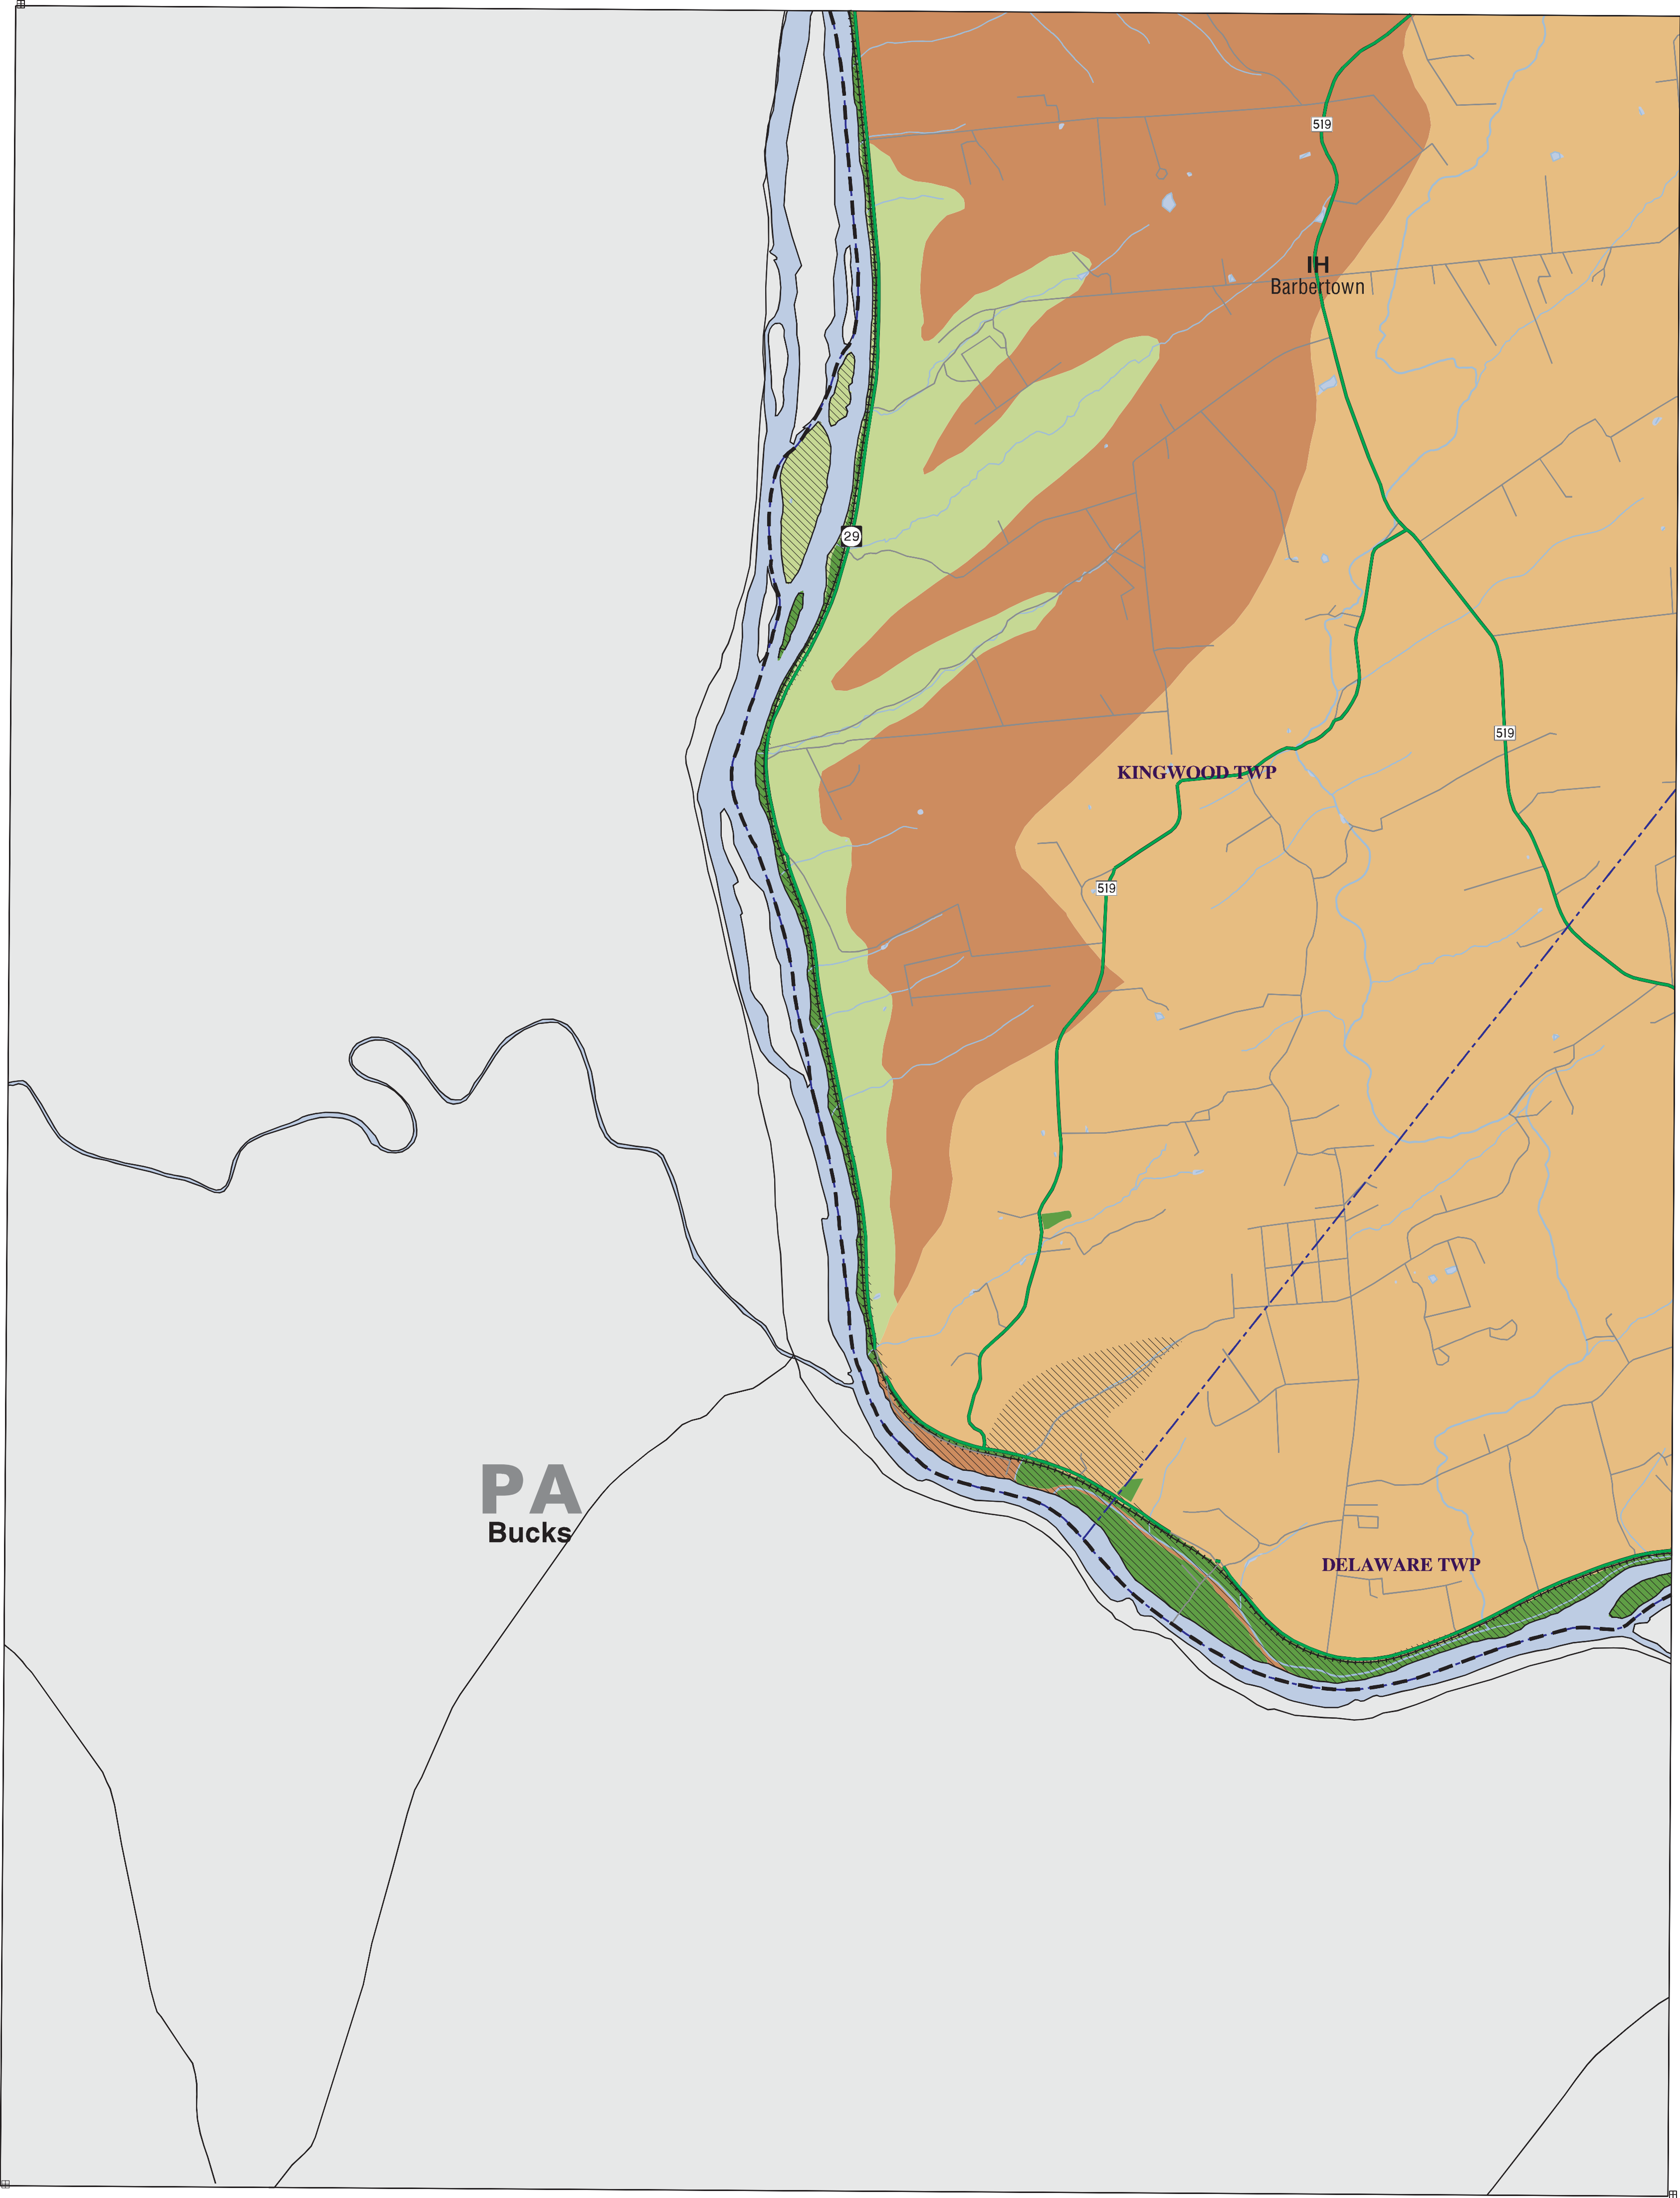 519
IH
Barbertown
29
519
KINGWOOD TWP
519
PA
Bucks
DELAWARE TWP